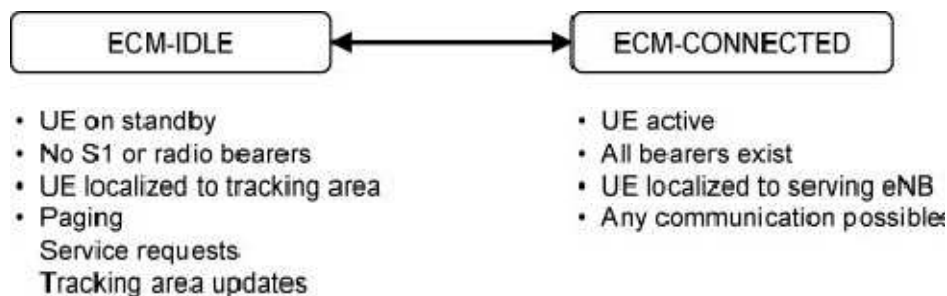 ECM-IDLE
ECM-CONNECTED
• UE on standby
• No S1 or radio bearers
• UE localized to tracking area
• Paging
Service requests
Tracking area updates
• UE active
• All bearers exist
• UE localized to serving eNB
• Any communication possibles